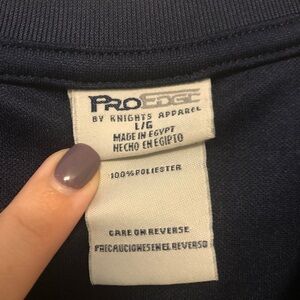 PROEDGE
BY KNIGHTS APPAREL
L/G
MADE IN EGYPT
HECHO EN EGIPTO
100% POLIESTER
CARE ON REVERSE
PRECAUCIONES EN EL REVERSO